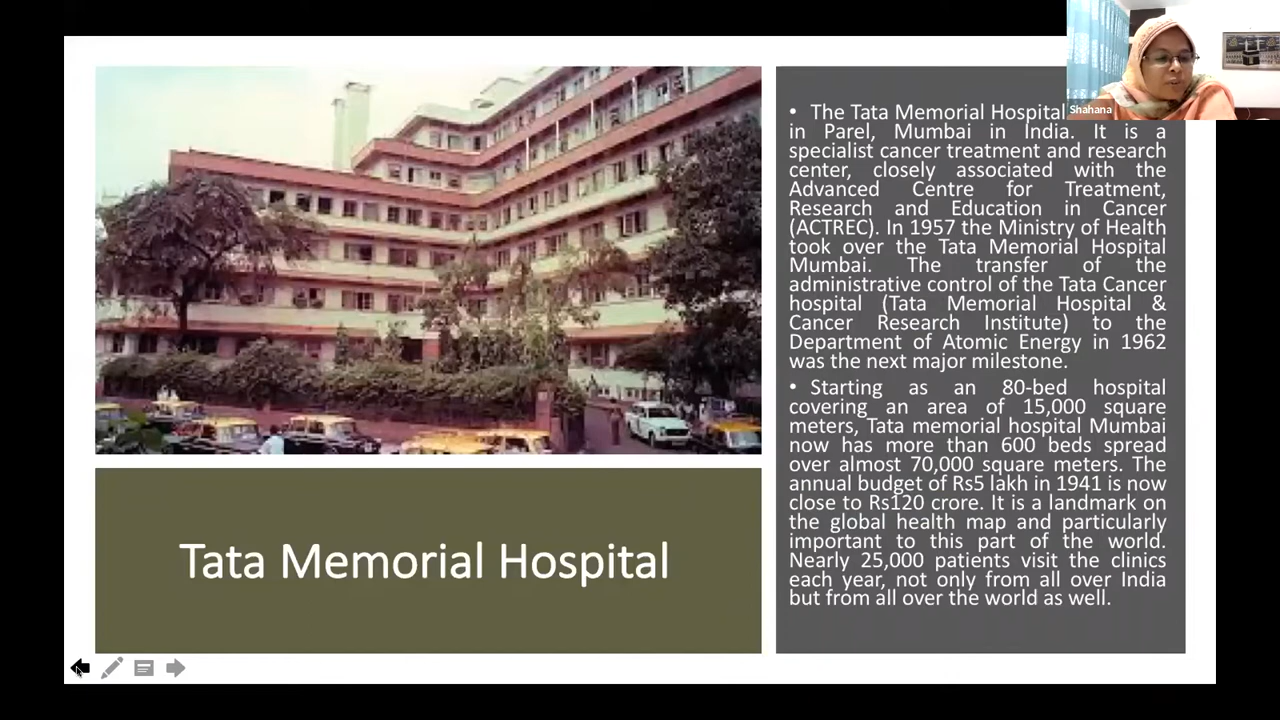 Shahana
• The Tata Memorial Hospital
in Parel, Mumbai in India. It is a
specialist cancer treatment and research
center, closely associated with the
Advanced Centre for Treatment,
Research and Education in Cancer
(ACTREC). In 1957 the Ministry of Health
took over the Tata Memorial Hospital
Mumbai. The transfer of the
administrative control of the Tata Cancer
hospital (Tata Memorial Hospital &
Cancer Research Institute) to the
Department of Atomic Energy in 1962
was the next major milestone.
• Starting as an 80-bed hospital
covering an area of 15,000 square
meters, Tata memorial hospital Mumbai
now has more than 600 beds spread
over almost 70,000 square meters. The
annual budget of Rs5 lakh in 1941 is now
close to Rs120 crore. It is a landmark on
the global health map and particularly
important to this part of the world.
Nearly 25,000 patients visit the clinics
each year, not only from all over India
but from all over the world as well.
Tata Memorial Hospital